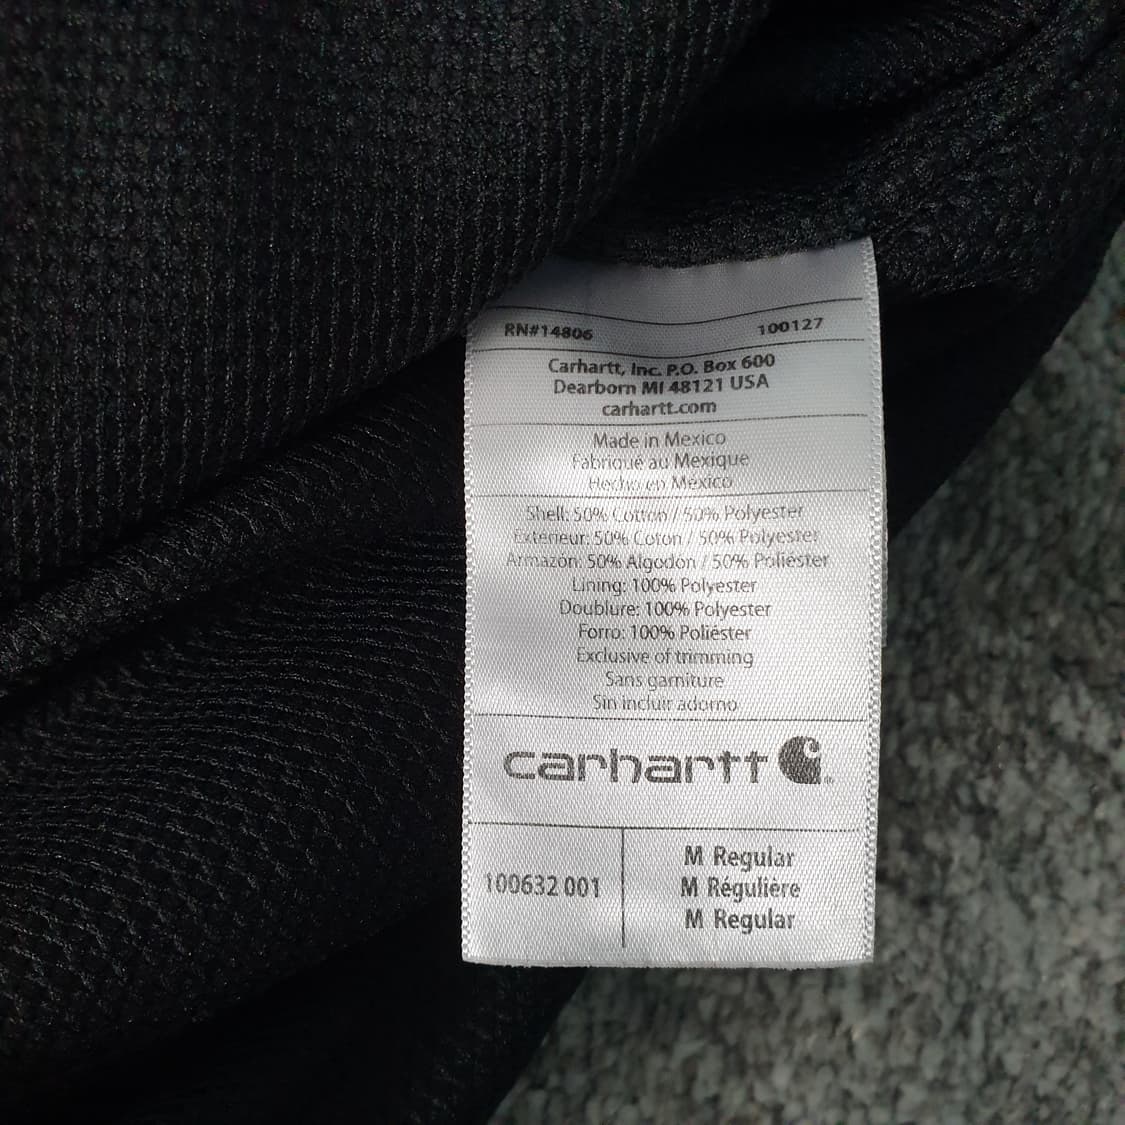 RN#14806 100127
Carhartt, Inc. P.O. Box 600
Dearborn MI 48121 USA
carhartt.com
Made in Mexico
Fabriqué au Mexique
Hecho en México
Shell: 50% Cotton / 50% Polyester
Extérieur: 50% Coton / 50% Polyester
Armazón: 50% Algodon / 50% Poliéster
Lining: 100% Polyester
Doublure: 100% Polyester
Forro: 100% Poliéster
Exclusive of trimming
Sans garniture
Sin incluir adorno
carhartt
100632 001
M Regular
M Régulière
M Regular